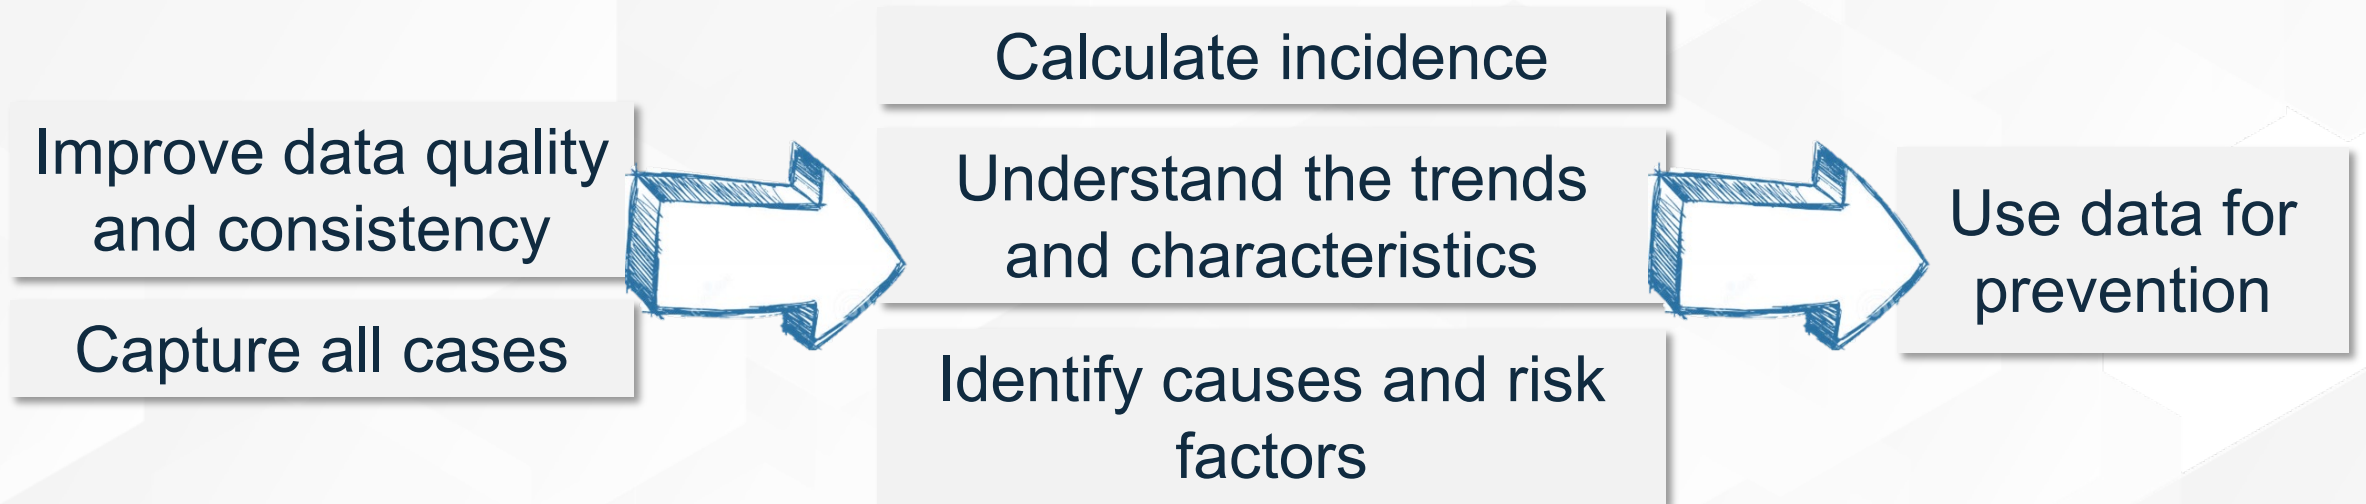 Improve data quality
and consistency
Capture all cases
Calculate incidence
Understand the trends
and characteristics
Identify causes and risk
factors
Use data for
prevention